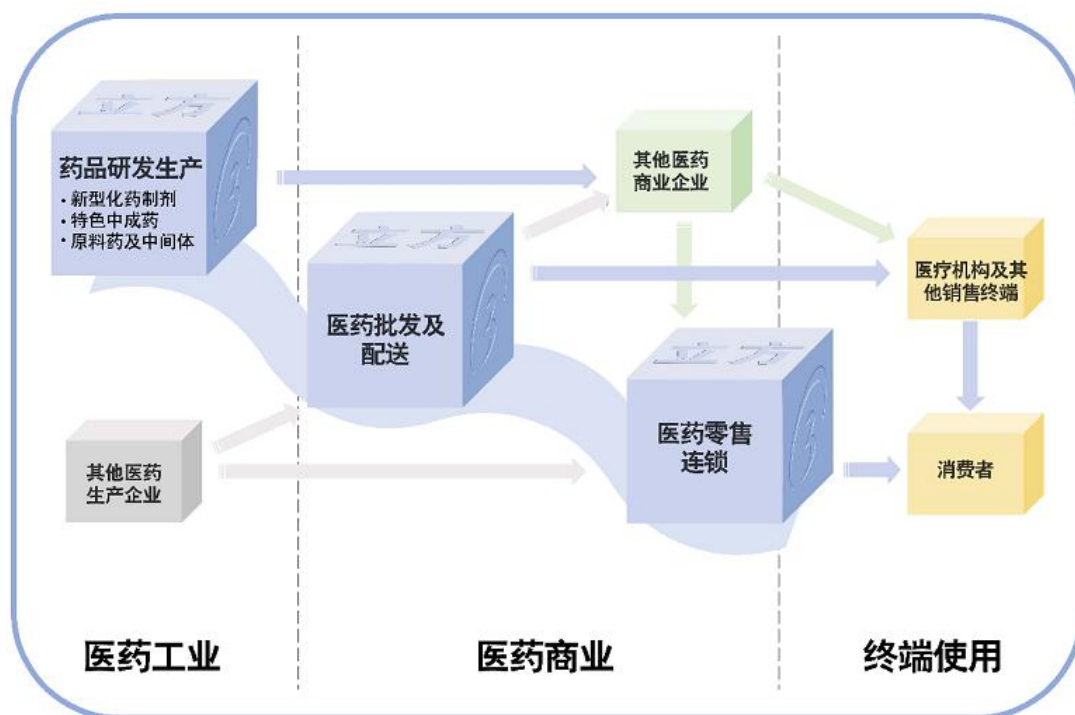 立方
药品研发生产
·新型化药制剂
·特色中成药
·原料药及中间体
其他医药
商业企业
立方
医药批发及
配送
医疗机构及其
他销售终端
立方
医药零售
连锁
其他医药
生产企业
消费者
医药工业
医药商业
终端使用